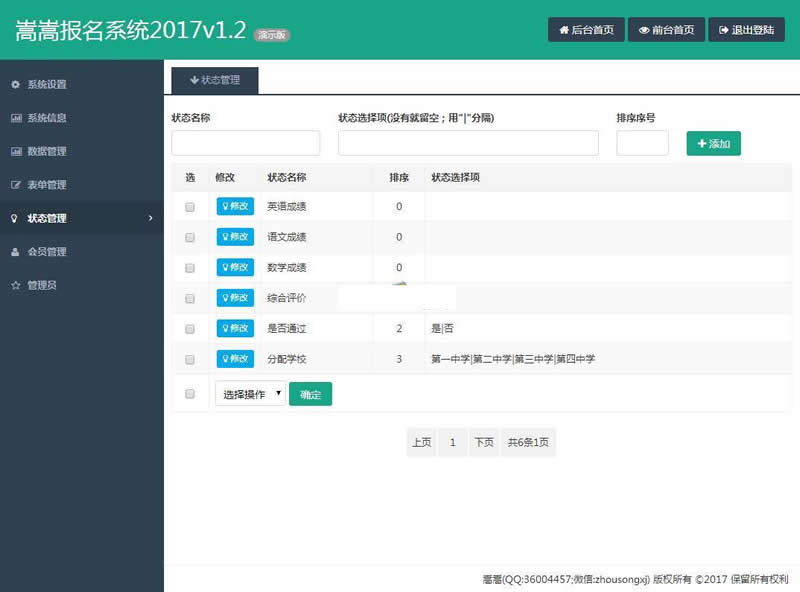 嵩嵩报名系统2017v1.2 演示版
后台首页 前台首页 退出登陆
系统设置
系统信息
数据管理
表单管理
状态管理
会员管理
管理员
状态管理
状态名称 状态选择项(没有就留空；用"|"分隔) 排序序号
添加
选 修改 状态名称 排序 状态选择项
修改 英语成绩 0
修改 语文成绩 0
修改 数学成绩 0
修改 综合评价
修改 是否通过 2 是|否
修改 分配学校 3 第一中学|第二中学|第三中学|第四中学
选择操作 确定
上页 1 下页 共6条1页
嵩嵩(QQ:36004457;微信:zhousongxj) 版权所有 ©2017 保留所有权利